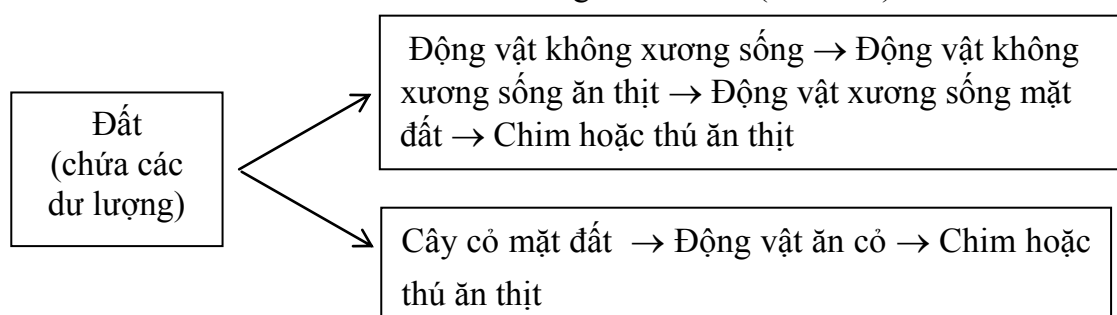 Động vật không xương sống → Động vật không
xương sống ăn thịt → Động vật xương sống mặt
đất → Chim hoặc thú ăn thịt
Đất
(chứa các
dư lượng)
Cây cỏ mặt đất → Động vật ăn cỏ → Chim hoặc
thú ăn thịt